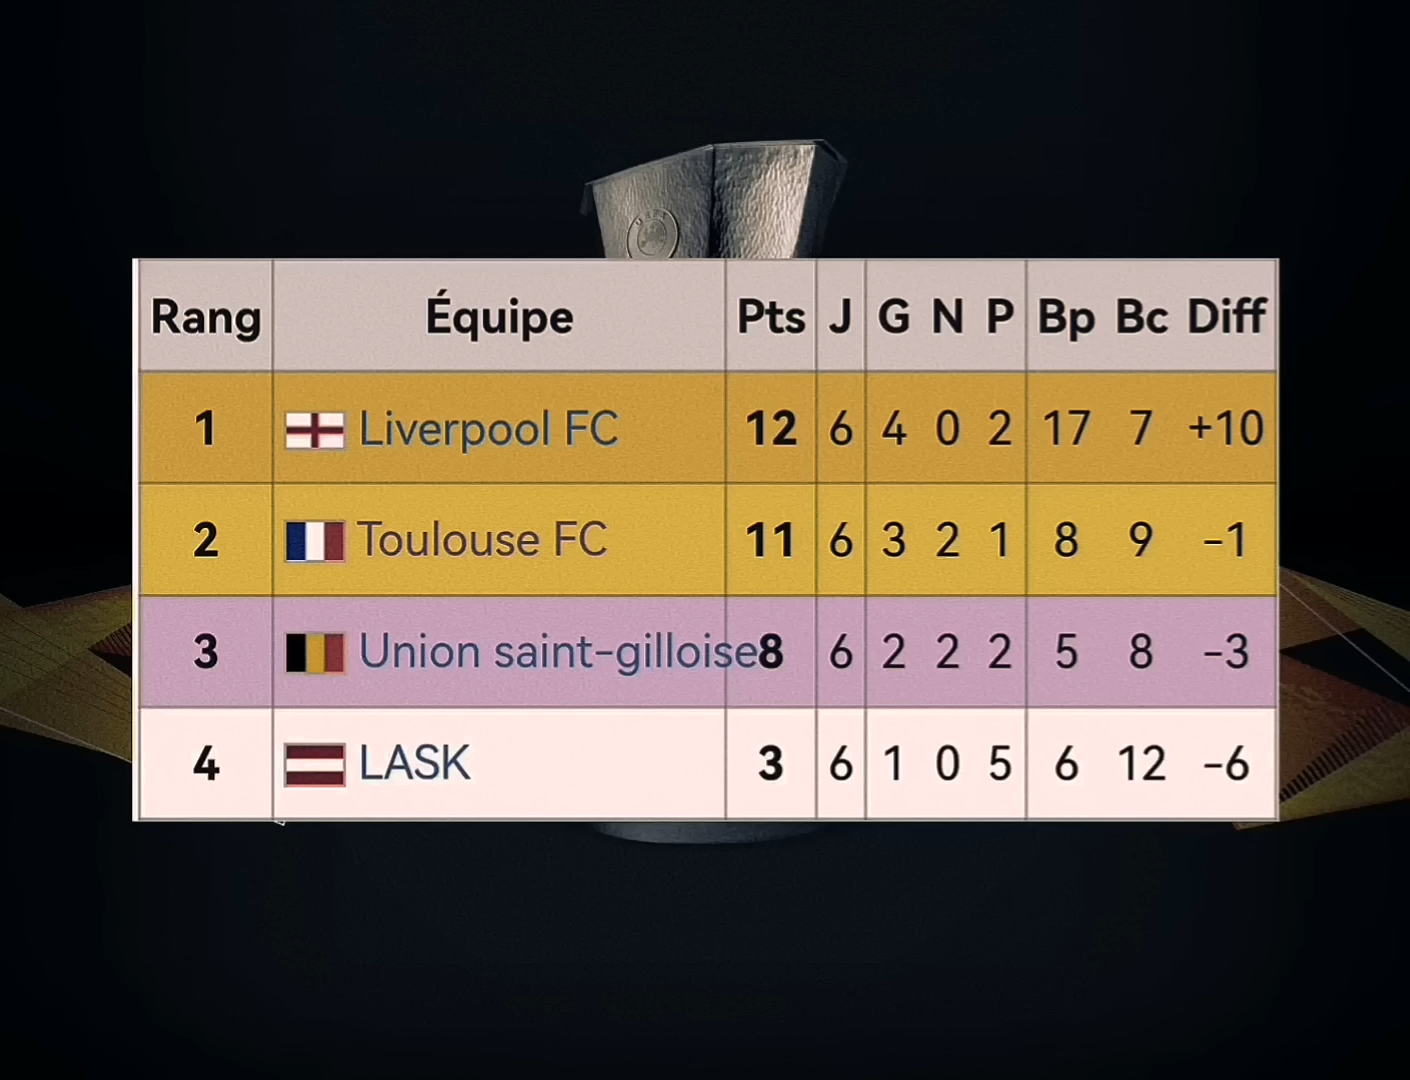 Rang Équipe Pts J G N P Bp Bc Diff
1 Liverpool FC 12 6 4 0 2 17 7 +10
2 Toulouse FC 11 6 3 2 1 8 9 -1
3 Union saint-gilloise 8 6 2 2 2 5 8 -3
4 LASK 3 6 1 0 5 6 12 -6